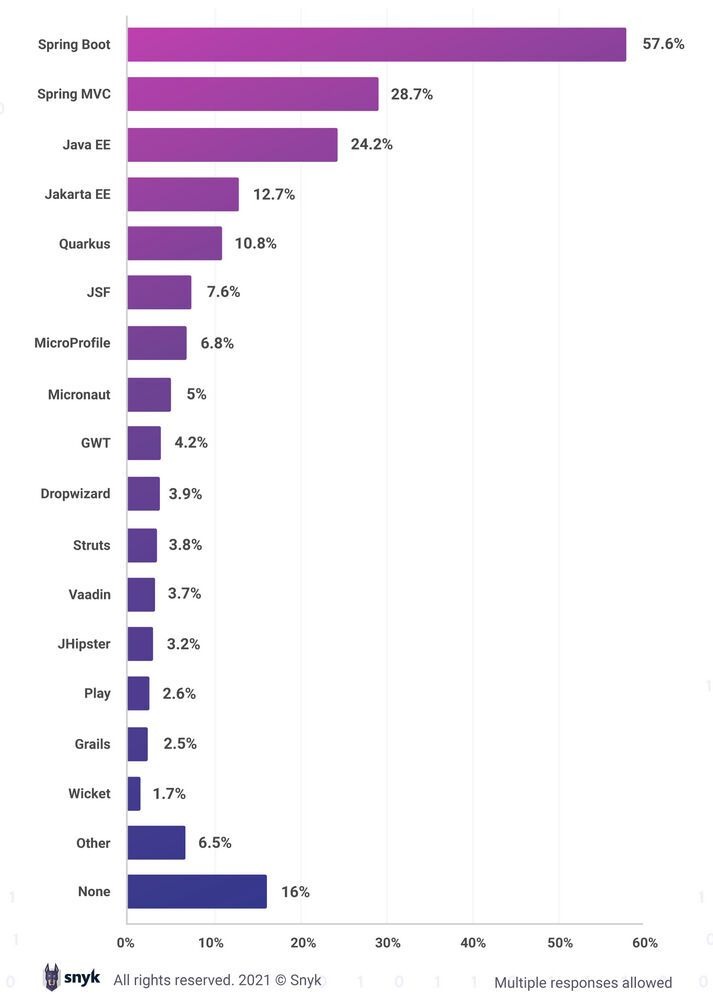 Spring Boot 57.6%
Spring MVC 28.7%
Java EE 24.2%
Jakarta EE 12.7%
Quarkus 10.8%
JSF 7.6%
MicroProfile 6.8%
Micronaut 5%
GWT 4.2%
Dropwizard 3.9%
Struts 3.8%
Vaadin 3.7%
JHipster 3.2%
Play 2.6%
Grails 2.5%
Wicket 1.7%
Other 6.5%
None 16%
0% 10% 20% 30% 40% 50% 60%
snyk All rights reserved. 2021 © Snyk Multiple responses allowed